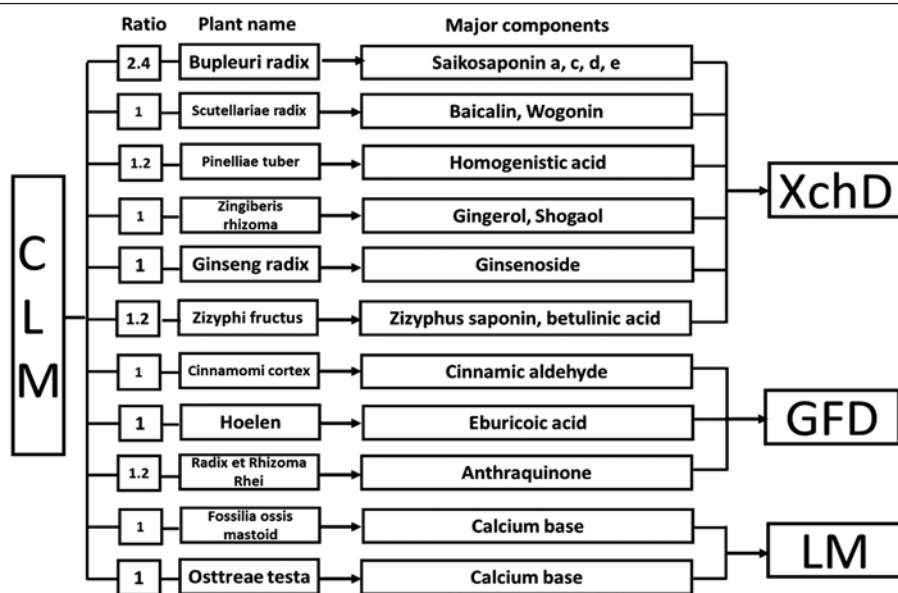 Ratio Plant name Major components
2.4 Bupleuri radix Saikosaponin a, c, d, e
1 Scutellariae radix Baicalin, Wogonin
1.2 Pinelliae tuber Homogenistic acid
1 Zingiberis
rhizoma Gingerol, Shogaol
1 Ginseng radix Ginsenoside
1.2 Zizyphi fructus Zizyphus saponin, betulinic acid
1 Cinnamomi cortex Cinnamic aldehyde
1 Hoelen Eburicoic acid
1.2 Radix et Rhizoma
Rhei Anthraquinone
1 Fossilia ossis
mastoid Calcium base
1 Osttreae testa Calcium base
C
L
M
XchD
GFD
LM